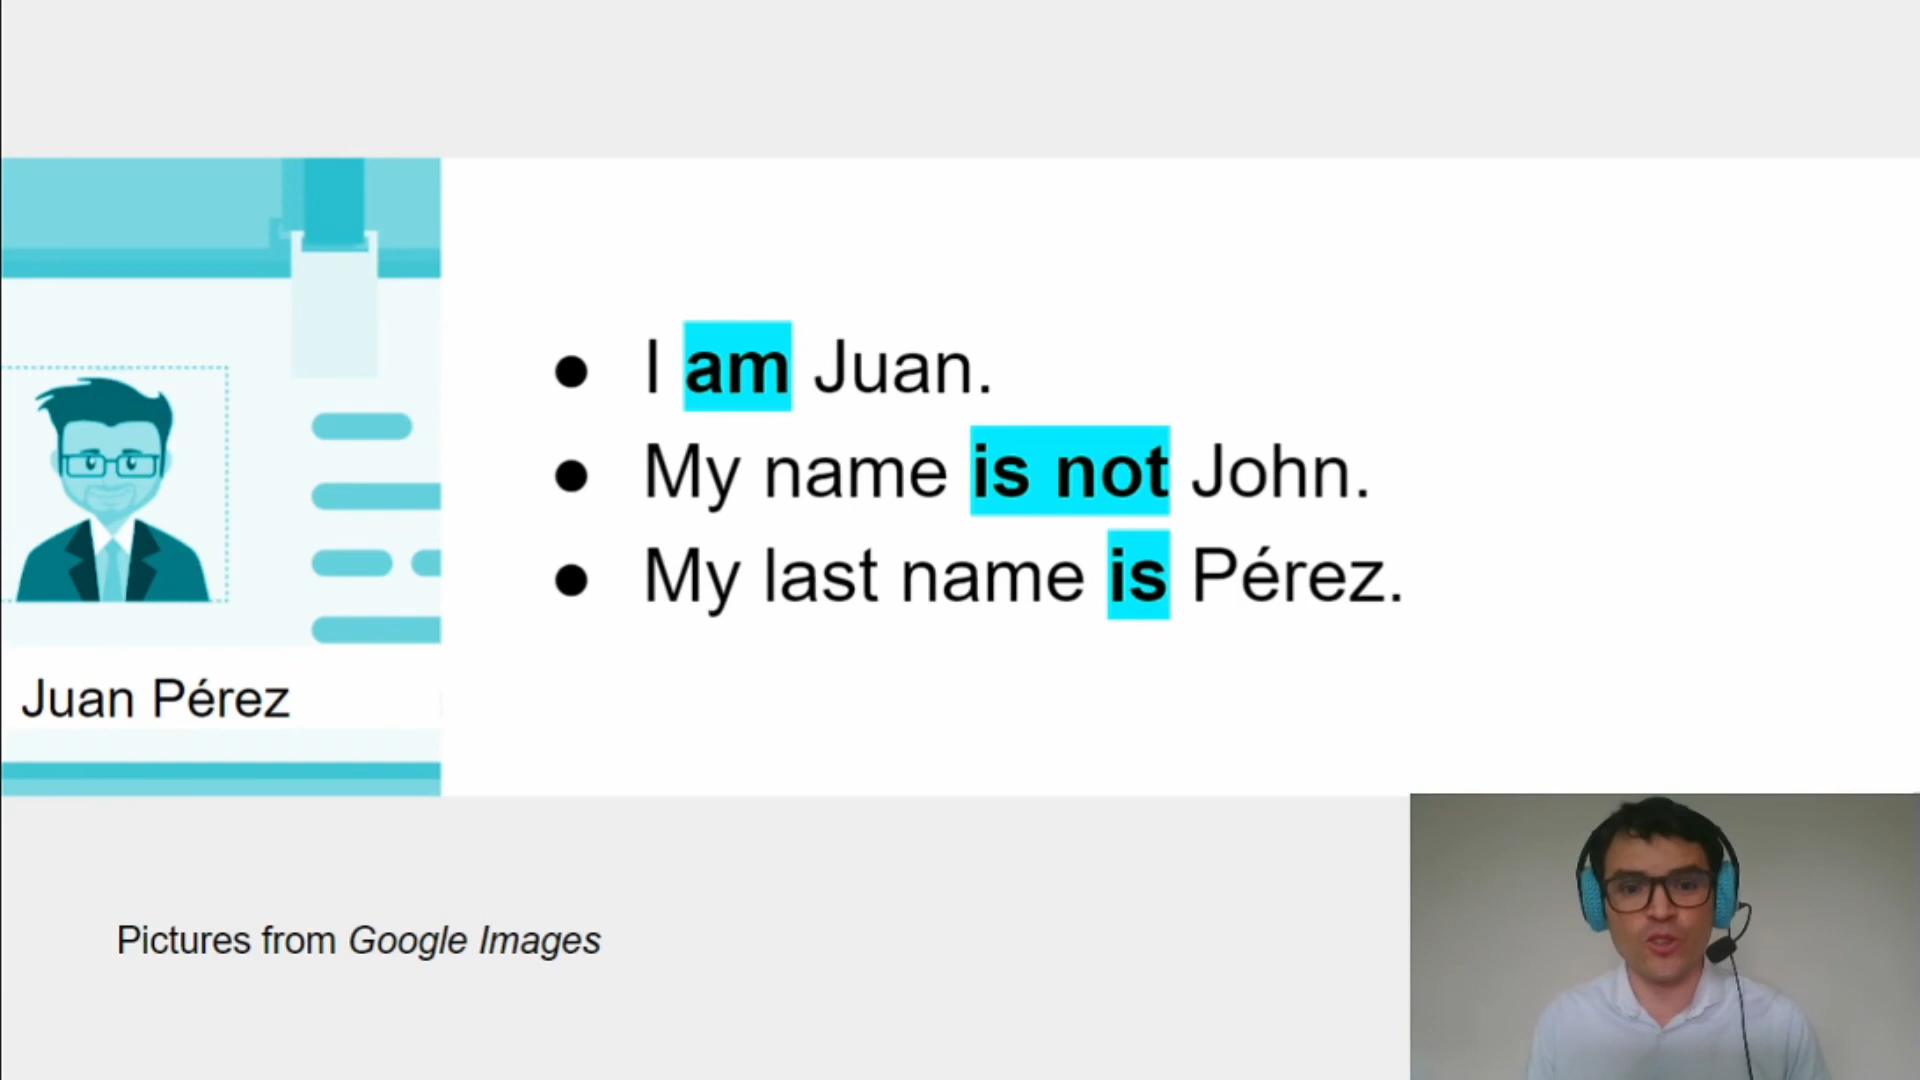 I am Juan.
My name is not John.
My last name is Pérez.
Juan Pérez
Pictures from Google Images